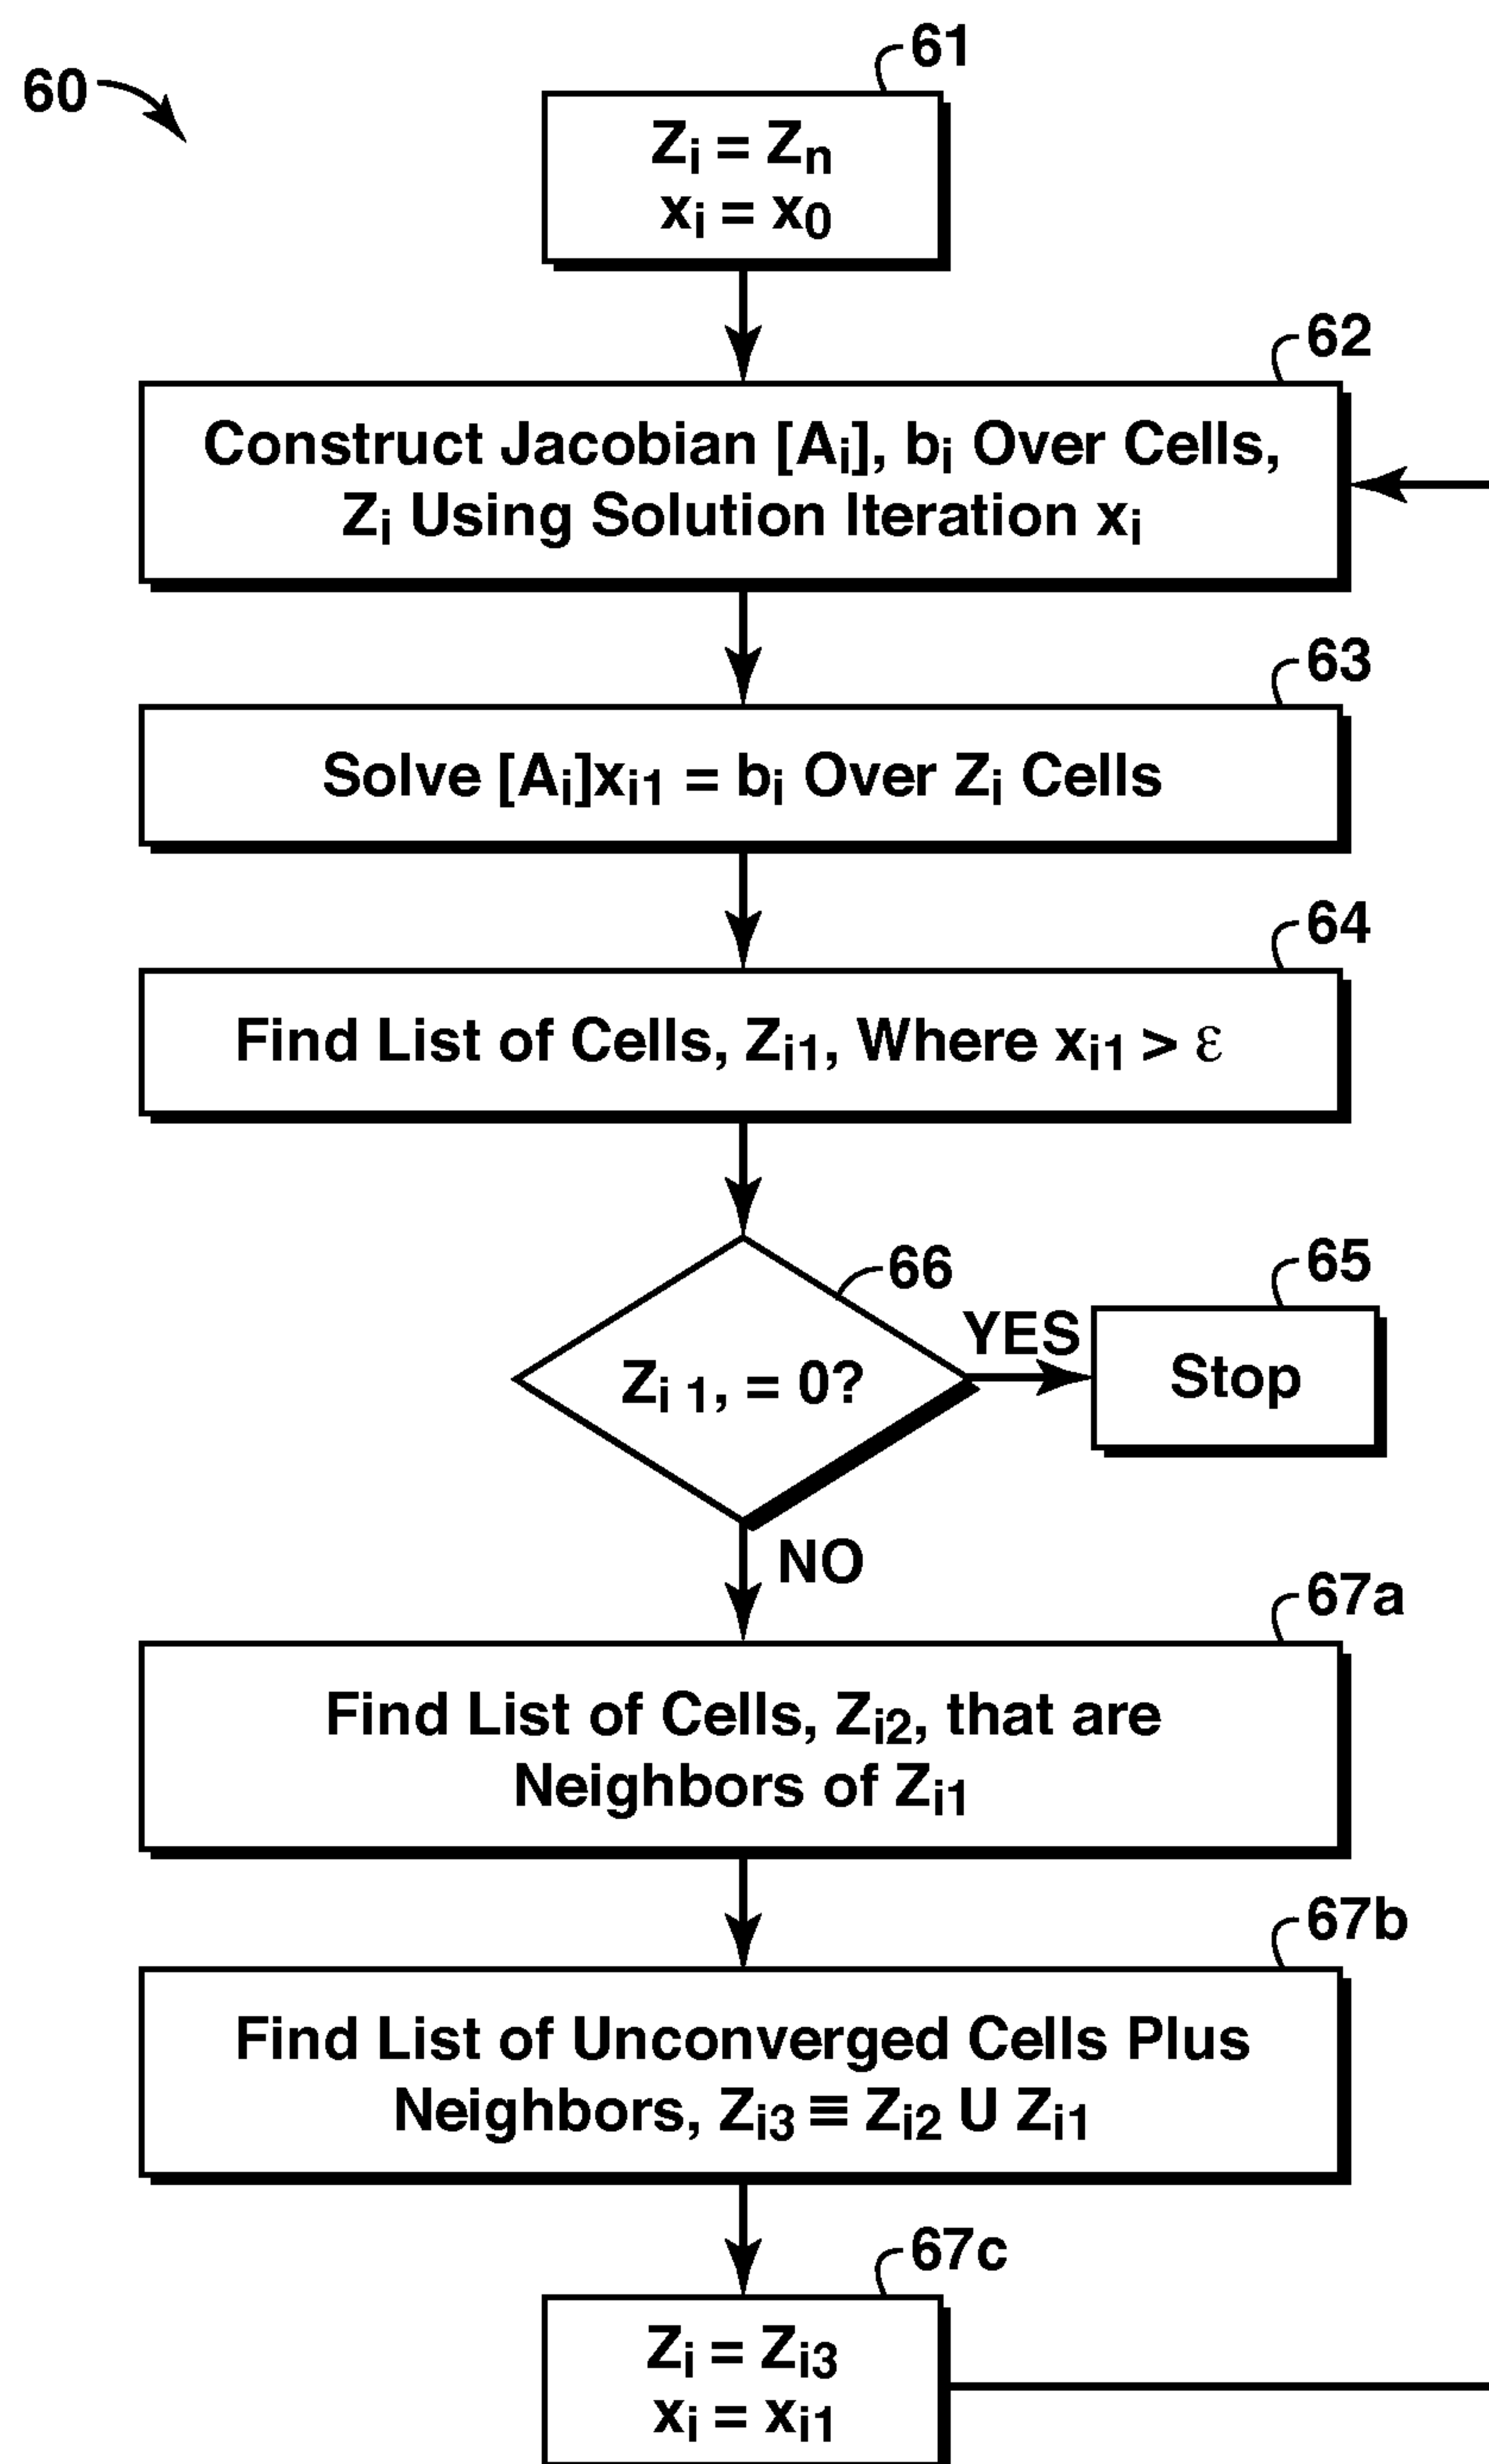 60
61
Zi = Zn
xi = x0
62
Construct Jacobian [Ai], bi Over Cells,
Zi Using Solution Iteration xi
63
Solve [Ai]xi1 = bi Over Zi Cells
64
Find List of Cells, Zi1, Where xi1 > ε
66
Zi 1, = 0?
YES
65
Stop
NO
67a
Find List of Cells, Zi2, that are
Neighbors of Zi1
67b
Find List of Unconverged Cells Plus
Neighbors, Zi3 ≡ Zi2 U Zi1
67c
Zi = Zi3
xi = xi1